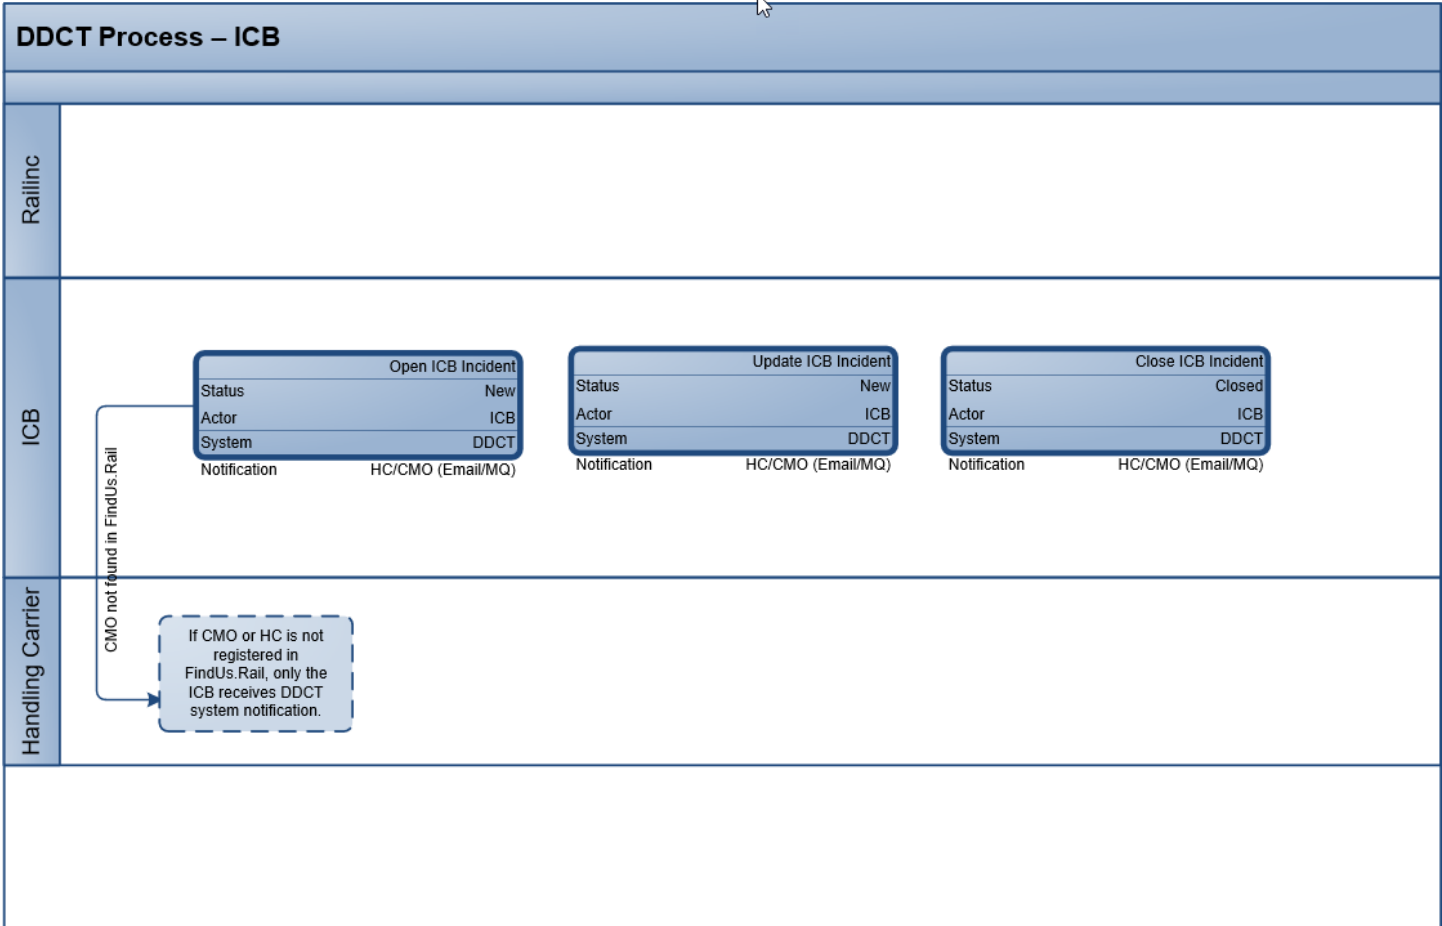 DDCT Process – ICB
Railinc
ICB
Open ICB Incident
Status New
Actor ICB
System DDCT
Notification HC/CMO (Email/MQ)
Update ICB Incident
Status New
Actor ICB
System DDCT
Notification HC/CMO (Email/MQ)
Close ICB Incident
Status Closed
Actor ICB
System DDCT
Notification HC/CMO (Email/MQ)
CMO not found in FindUs.Rail
Handling Carrier
If CMO or HC is not
registered in
FindUs.Rail, only the
ICB receives DDCT
system notification.